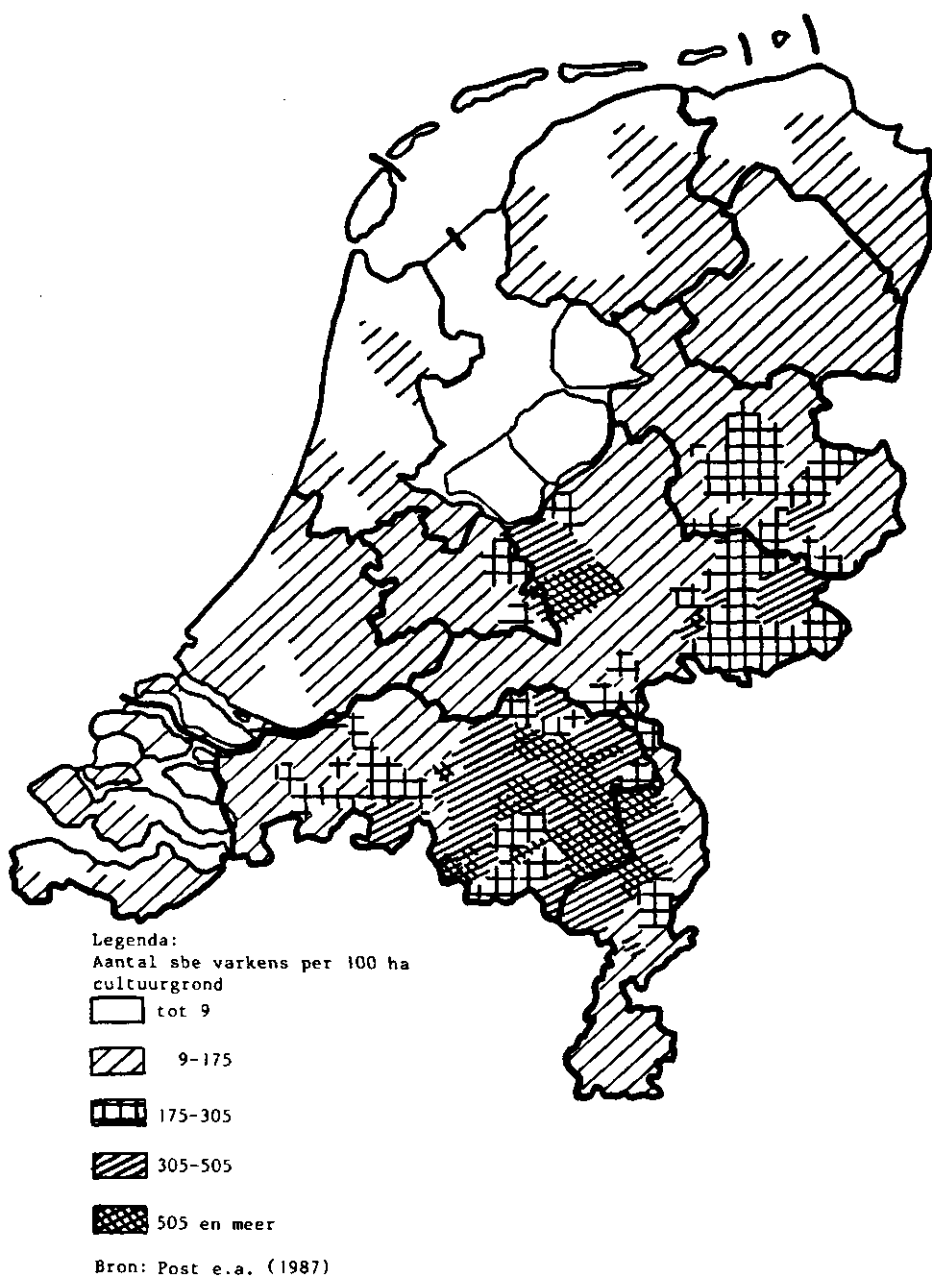 Legenda:
Aantal sbe varkens per 100 ha
cultuurgrond
tot 9
9-175
175-305
305-505
505 en meer
Bron: Post e.a. (1987)